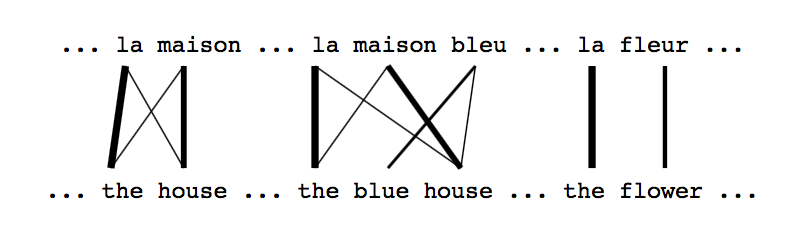 ... la maison ... la maison bleu ... la fleur ...
... the house ... the blue house ... the flower ...